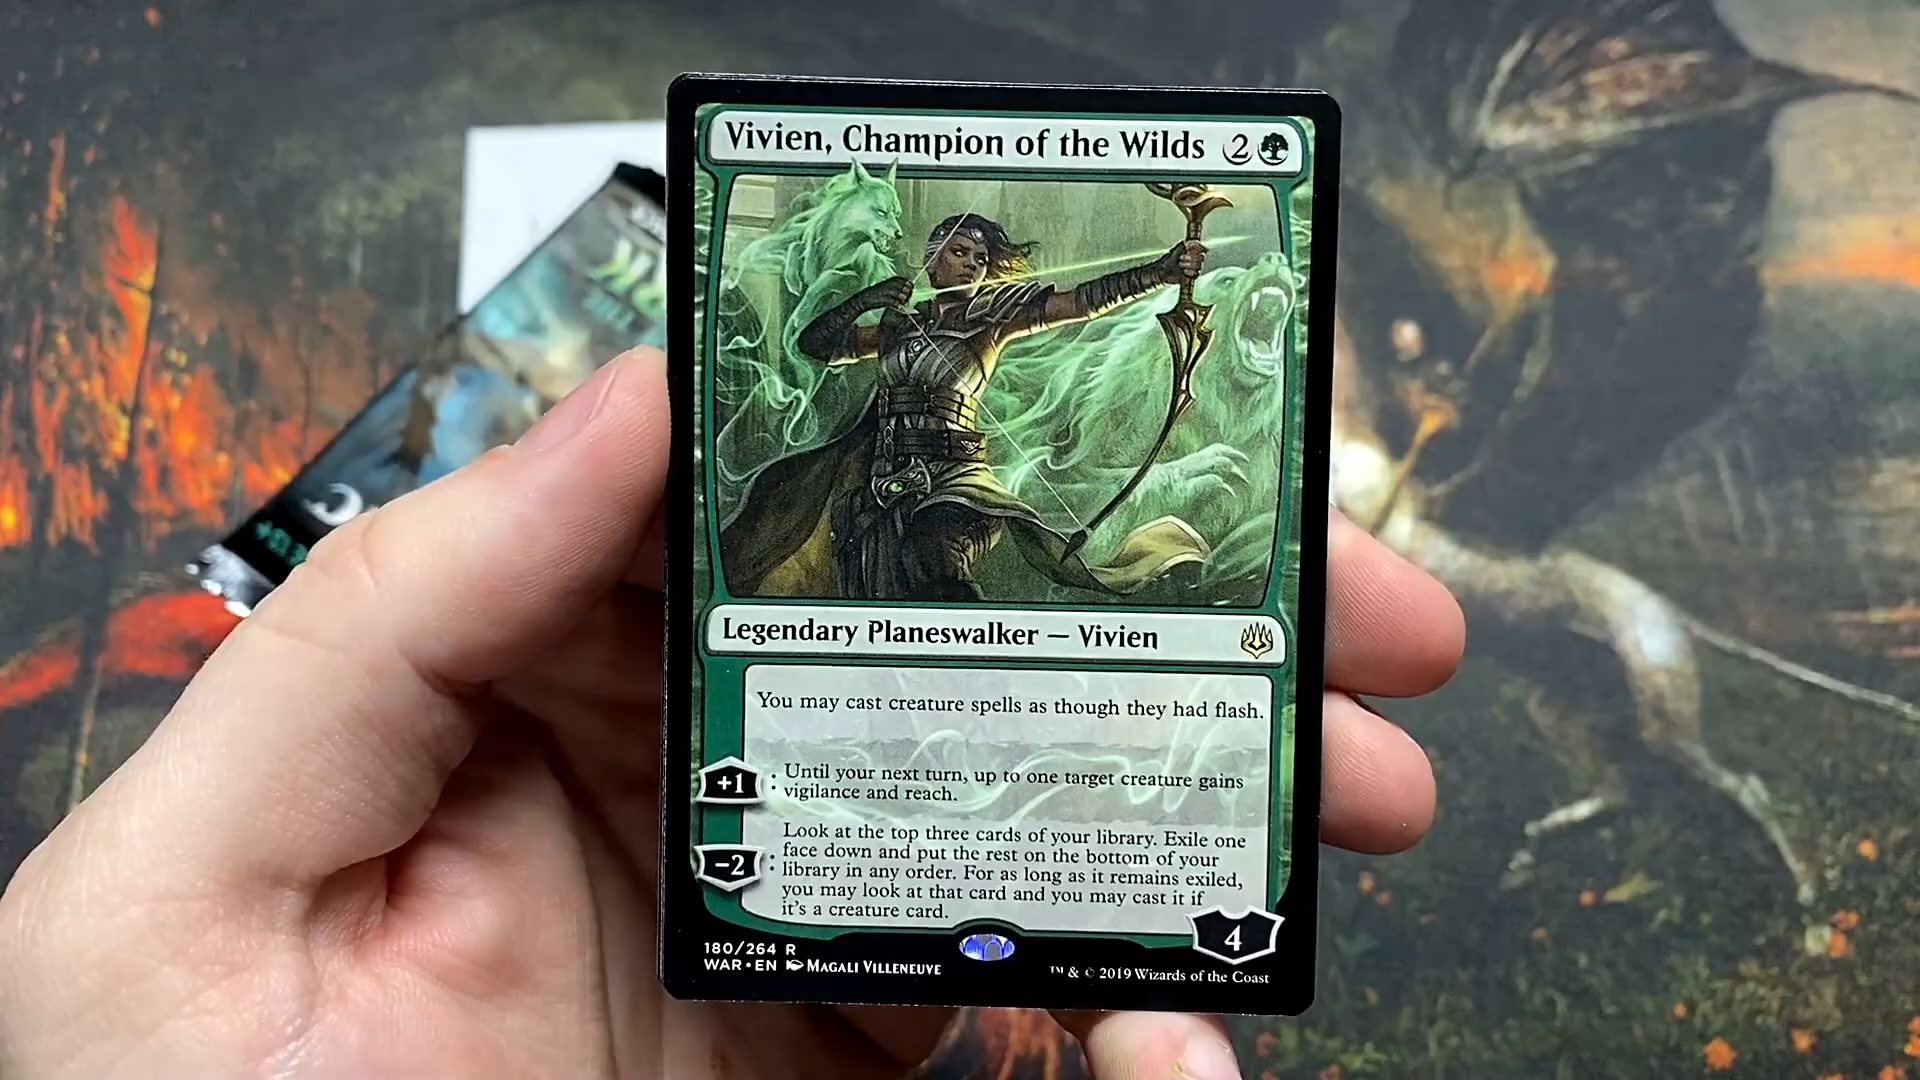 Vivien, Champion of the Wilds 2
Legendary Planeswalker — Vivien
You may cast creature spells as though they had flash.
+1 : Until your next turn, up to one target creature gains
vigilance and reach.
Look at the top three cards of your library. Exile one
face down and put the rest on the bottom of your
-2 : library in any order. For as long as it remains exiled,
you may look at that card and you may cast it if
it's a creature card.
4
180/264 R
WAR • EN MAGALI VILLENEUVE
™ & © 2019 Wizards of the Coast